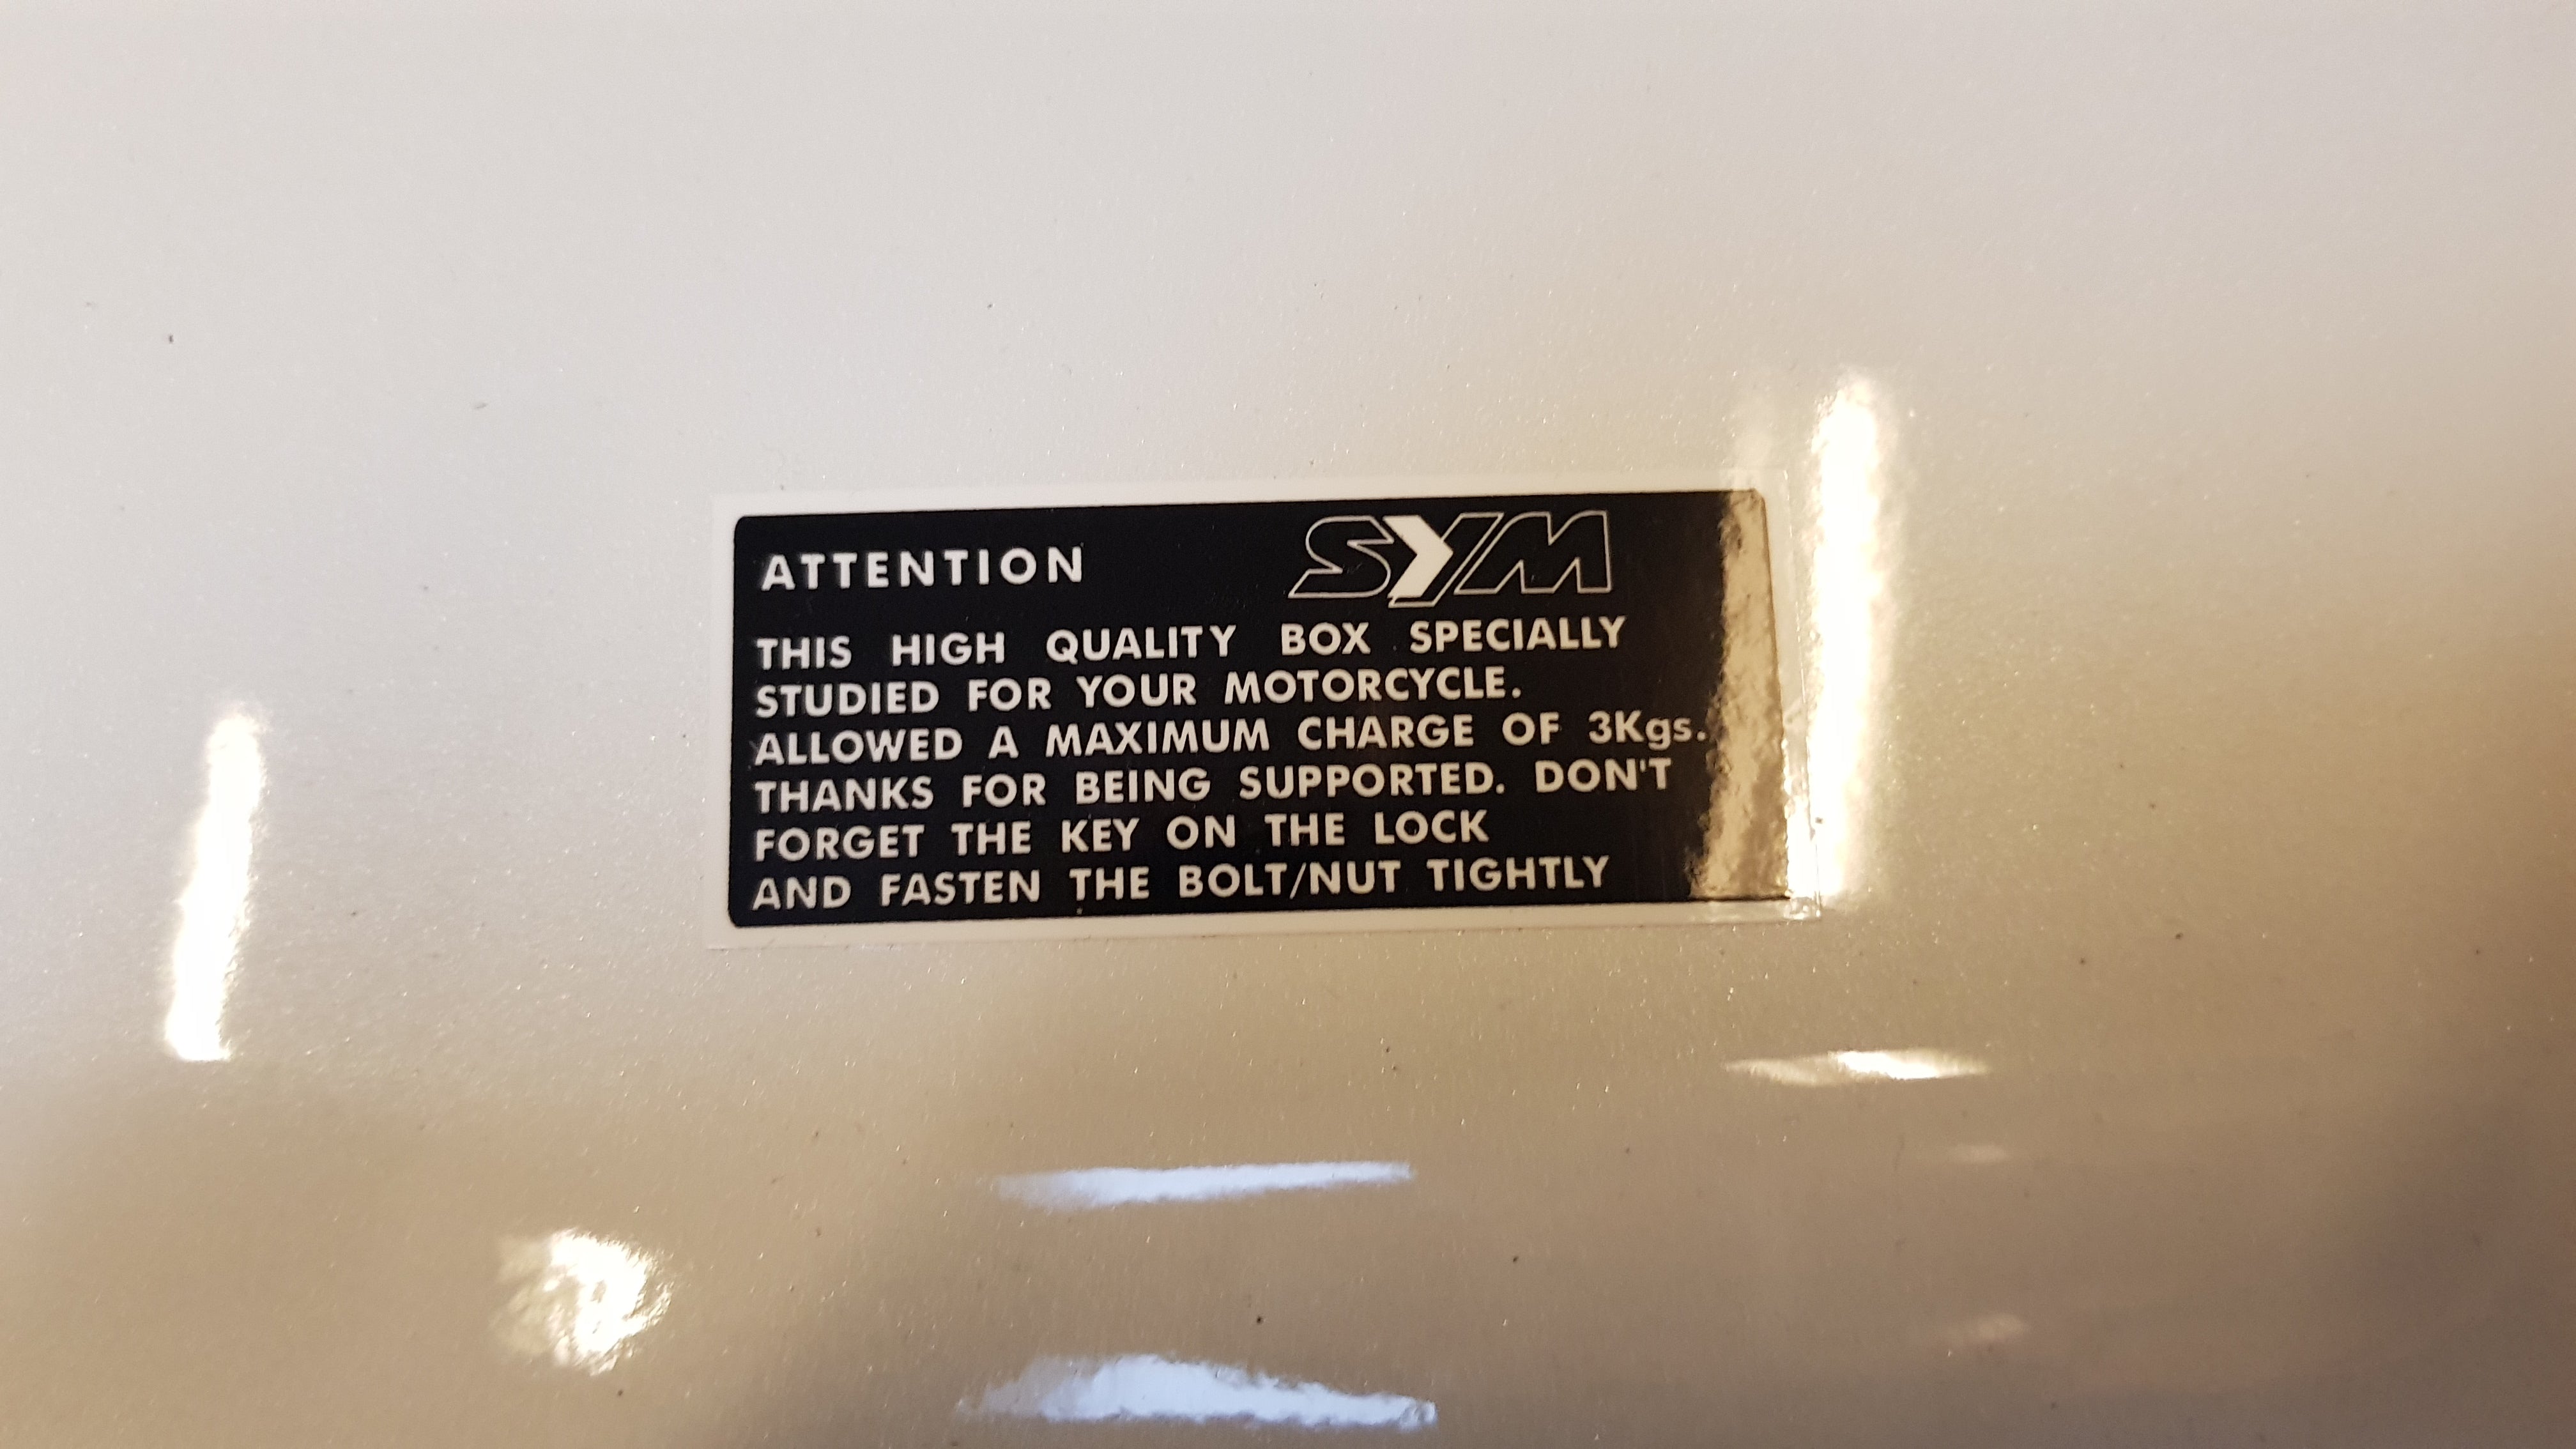 ATTENTION SYM
THIS HIGH QUALITY BOX SPECIALLY
STUDIED FOR YOUR MOTORCYCLE.
ALLOWED A MAXIMUM CHARGE OF 3Kgs.
THANKS FOR BEING SUPPORTED. DON'T
FORGET THE KEY ON THE LOCK
AND FASTEN THE BOLT/NUT TIGHTLY